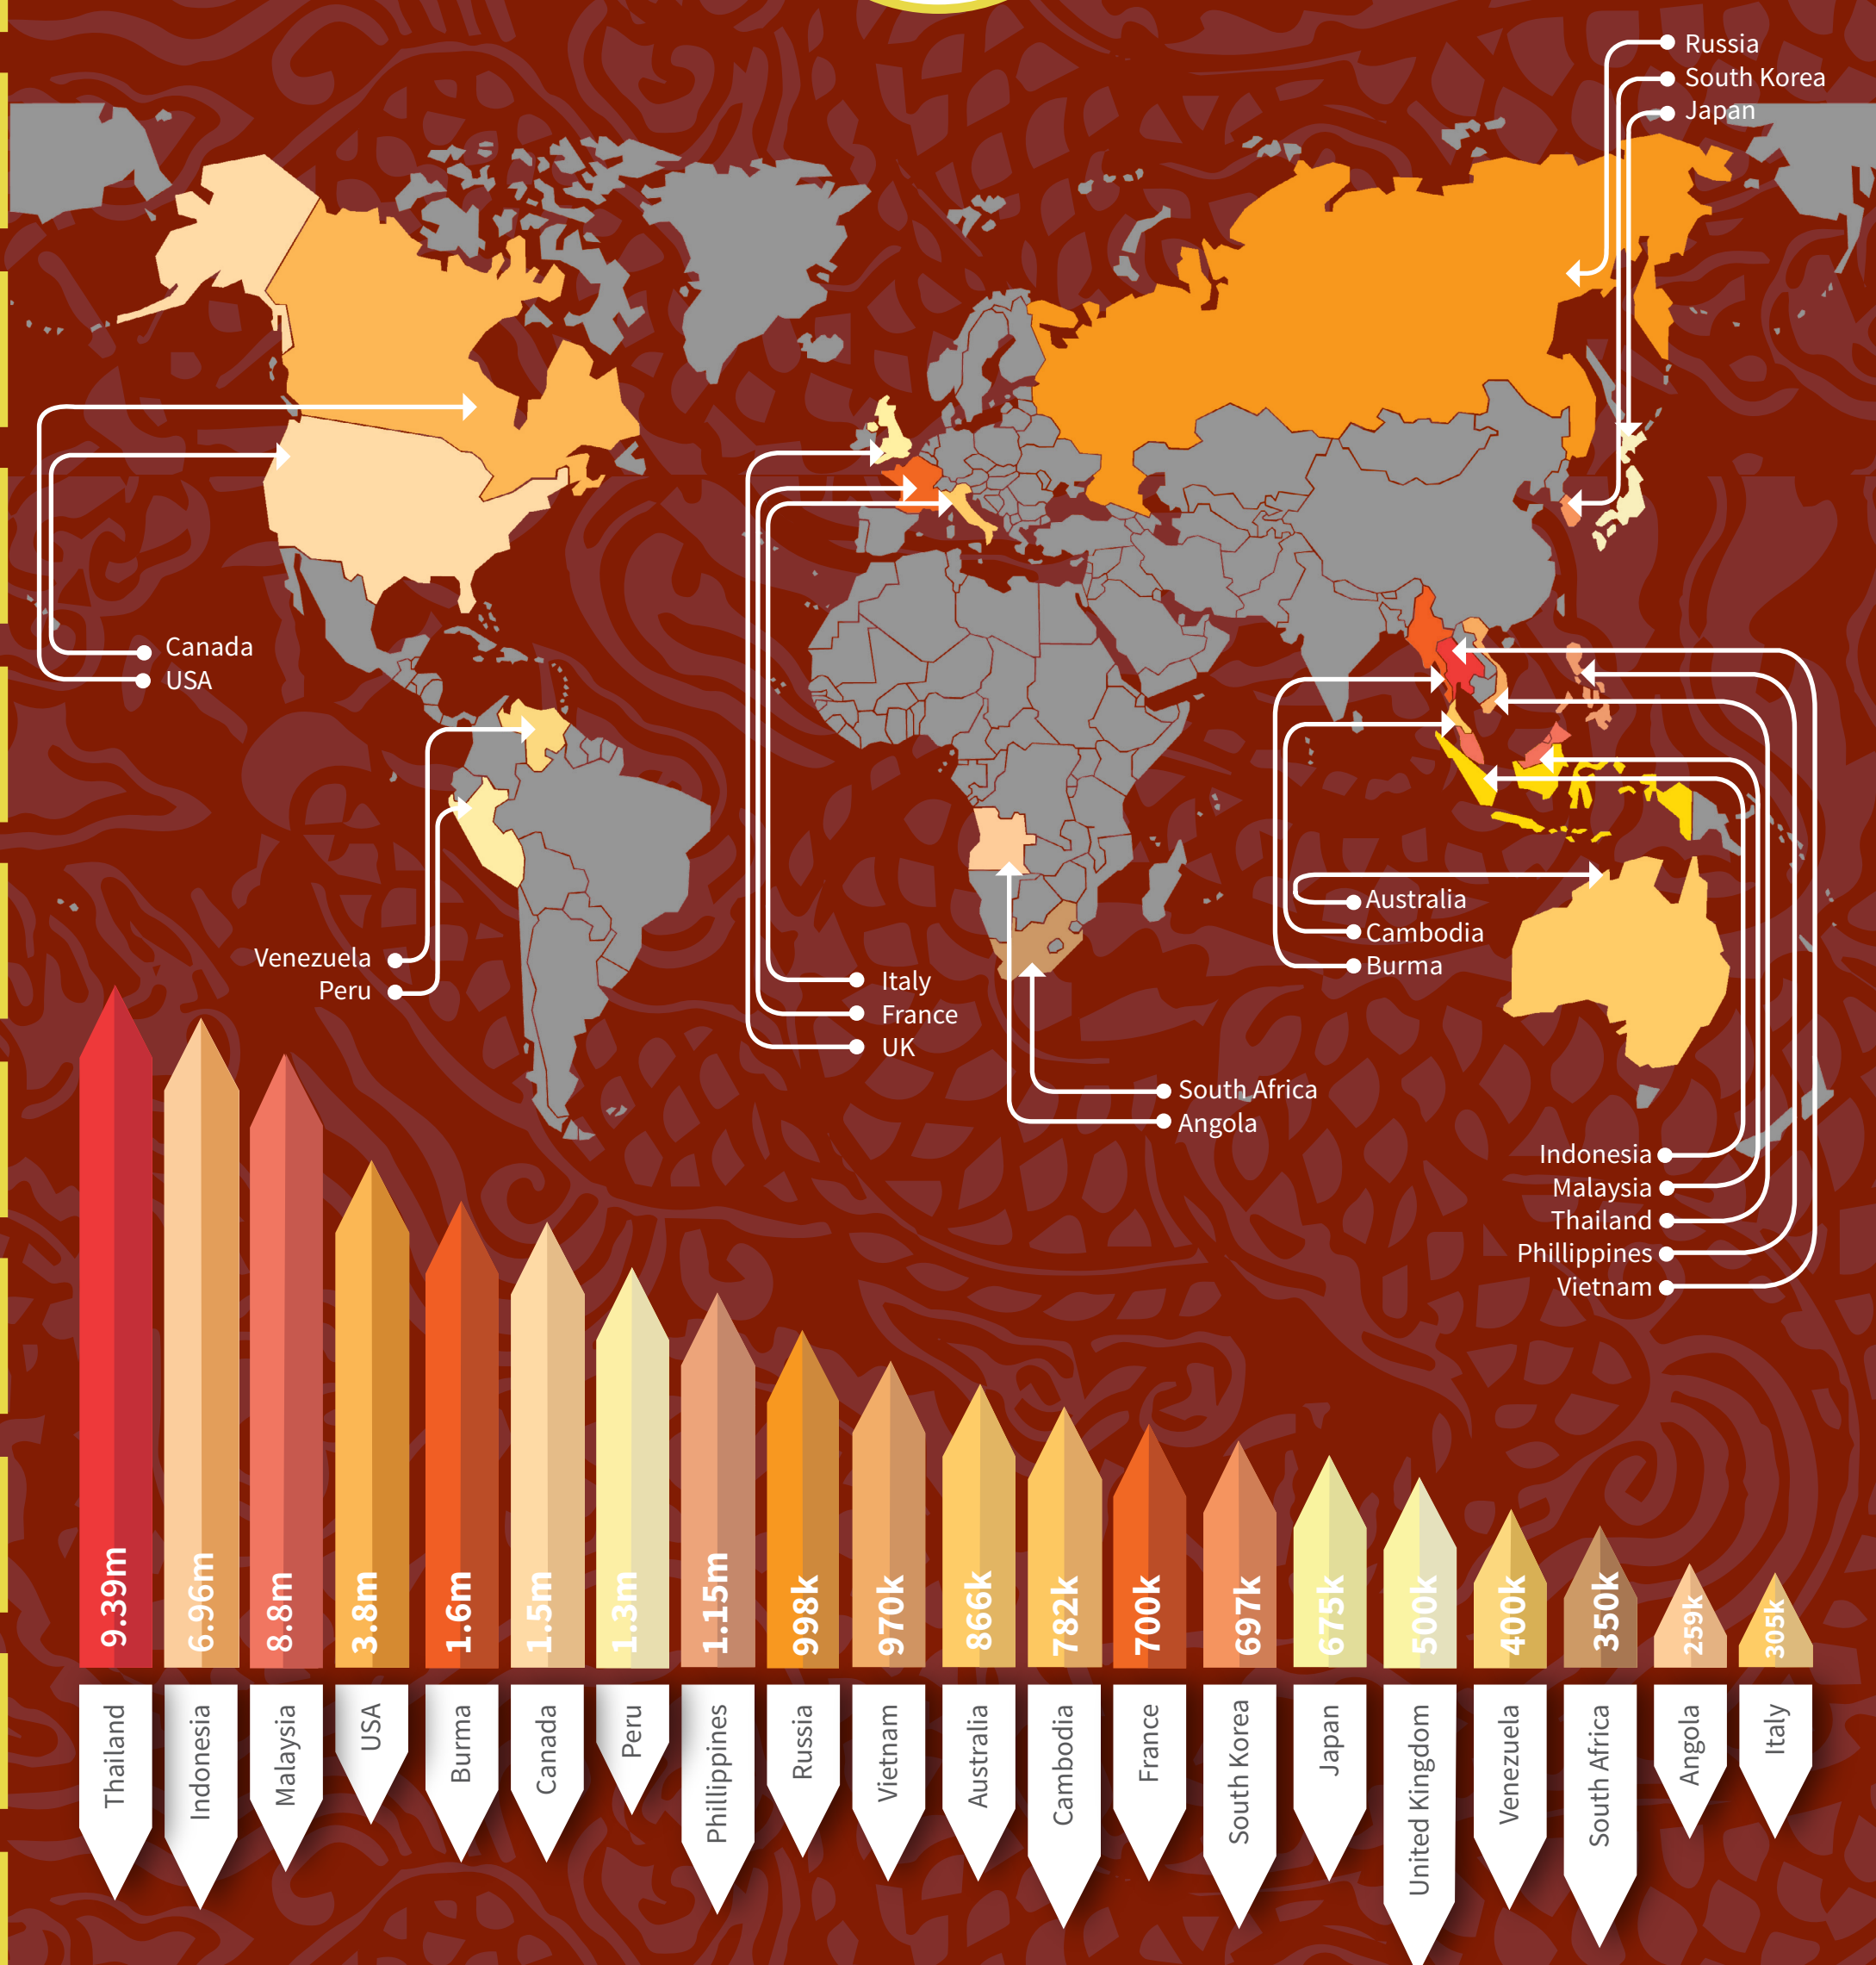 Russia
South Korea
Japan
Canada
USA
Venezuela
Peru
Italy
France
UK
South Africa
Angola
Australia
Cambodia
Burma
Indonesia
Malaysia
Thailand
Phillippines
Vietnam
9.39m
6.96m
8.8m
3.8m
1.6m
1.5m
1.3m
1.15m
998k
970k
866k
782k
700k
697k
675k
500k
400k
350k
259k
305k
Thailand
Indonesia
Malaysia
USA
Burma
Canada
Peru
Phillippines
Russia
Vietnam
Australia
Cambodia
France
South Korea
Japan
United Kingdom
Venezuela
South Africa
Angola
Italy